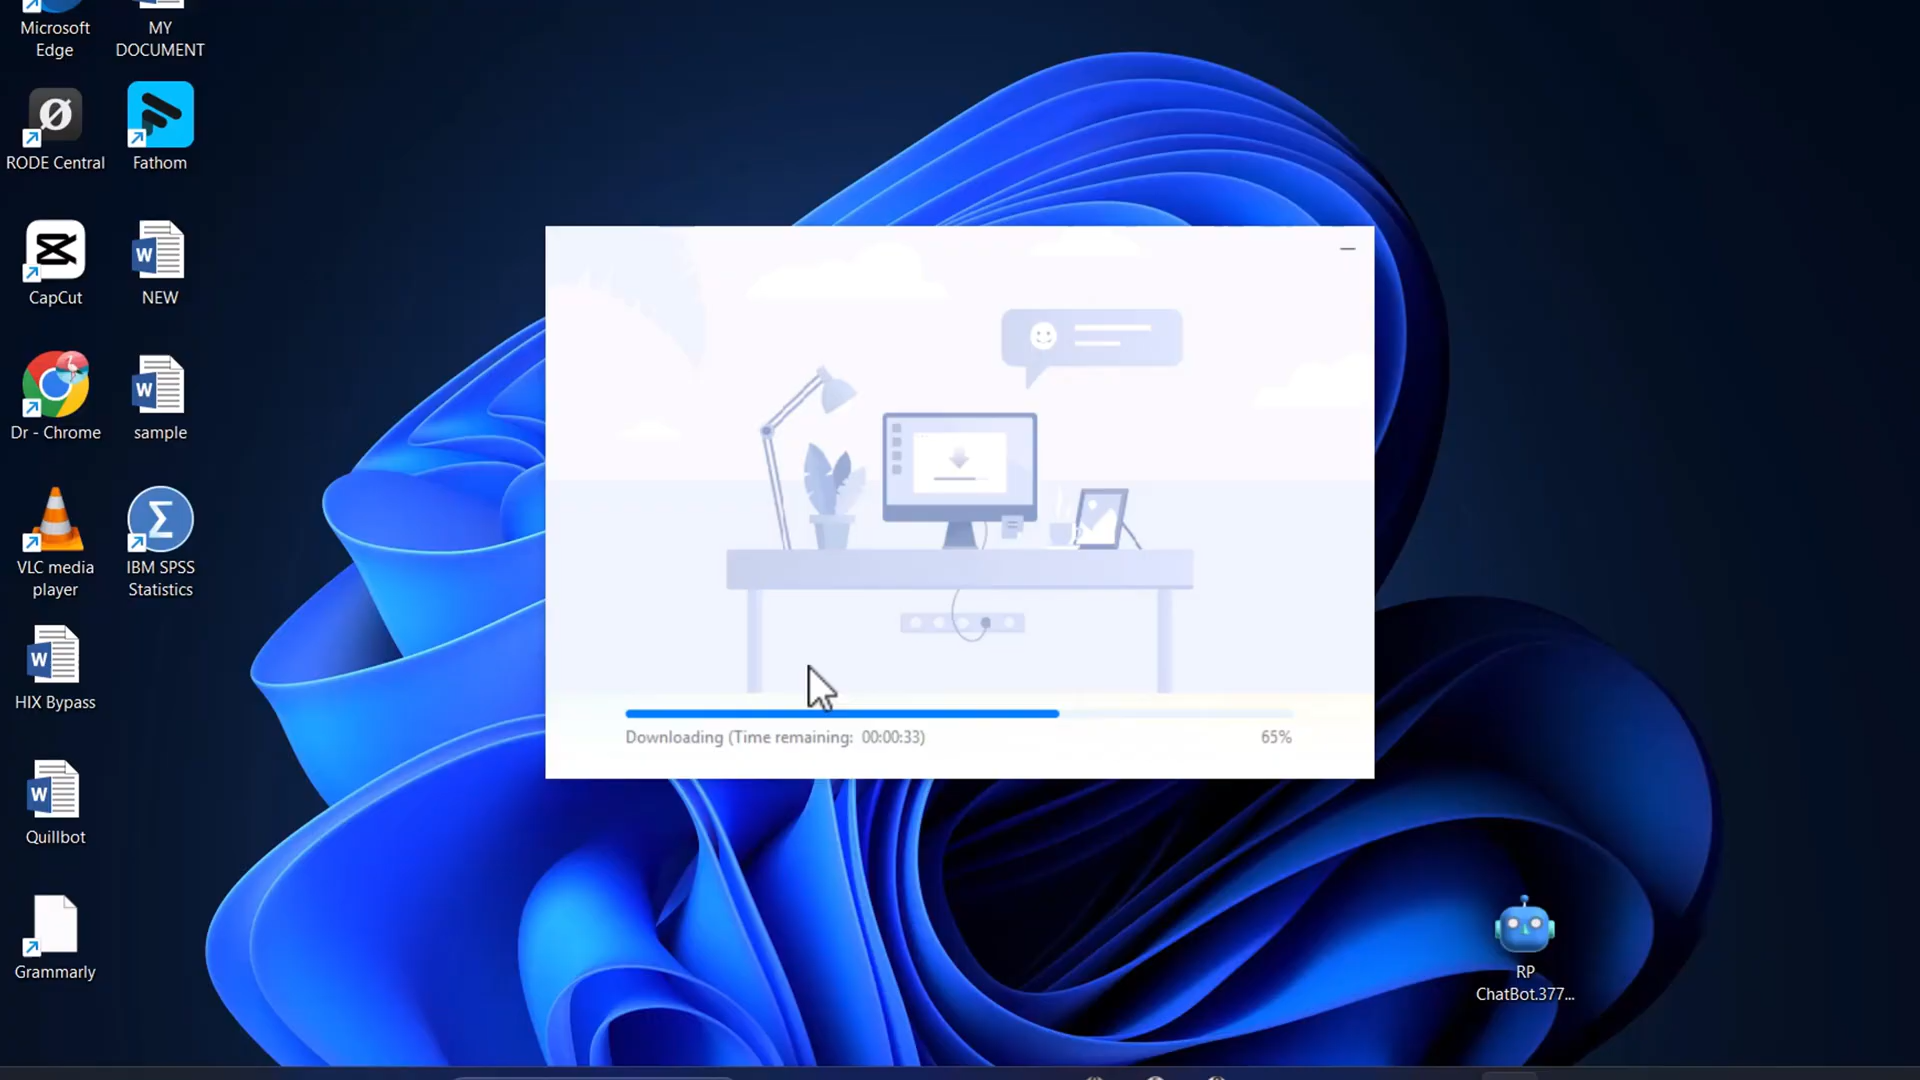 Microsoft
Edge
MY
DOCUMENT
RODE Central
Fathom
CapCut
NEW
Dr - Chrome
sample
VLC media
player
IBM SPSS
Statistics
HIX Bypass
Quillbot
Grammarly
Downloading (Time remaining: 00:00:33)
65%
RP
ChatBot.377...